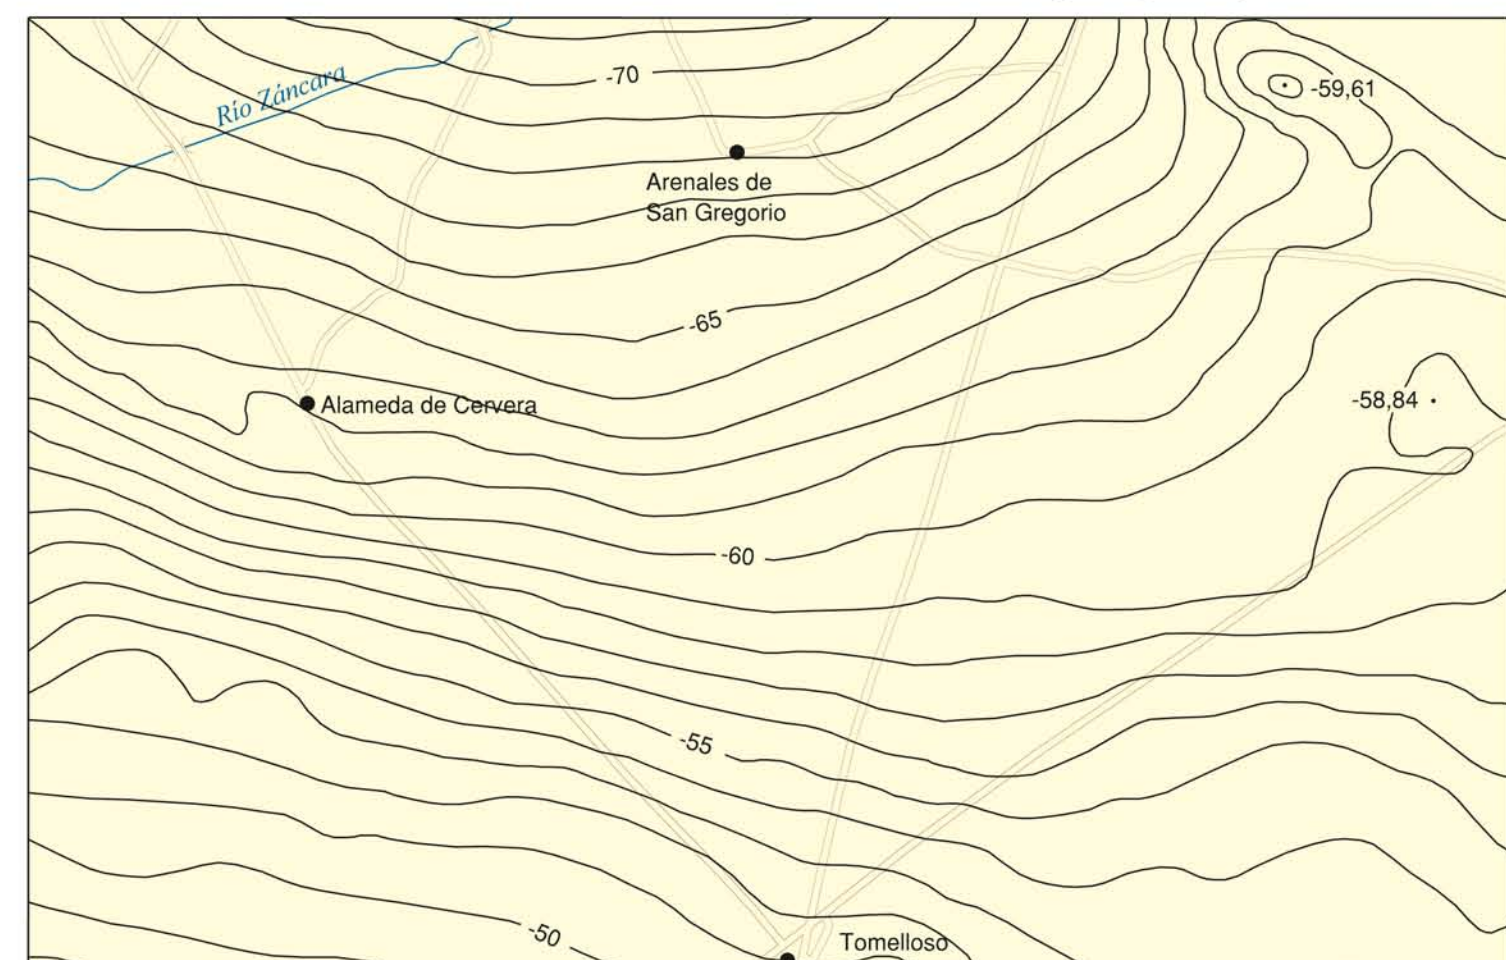 -70
Río Záncara
-59,61
Arenales de
San Gregorio
-65
-58,84
Alameda de Cervera
-60
-55
-50
Tomelloso